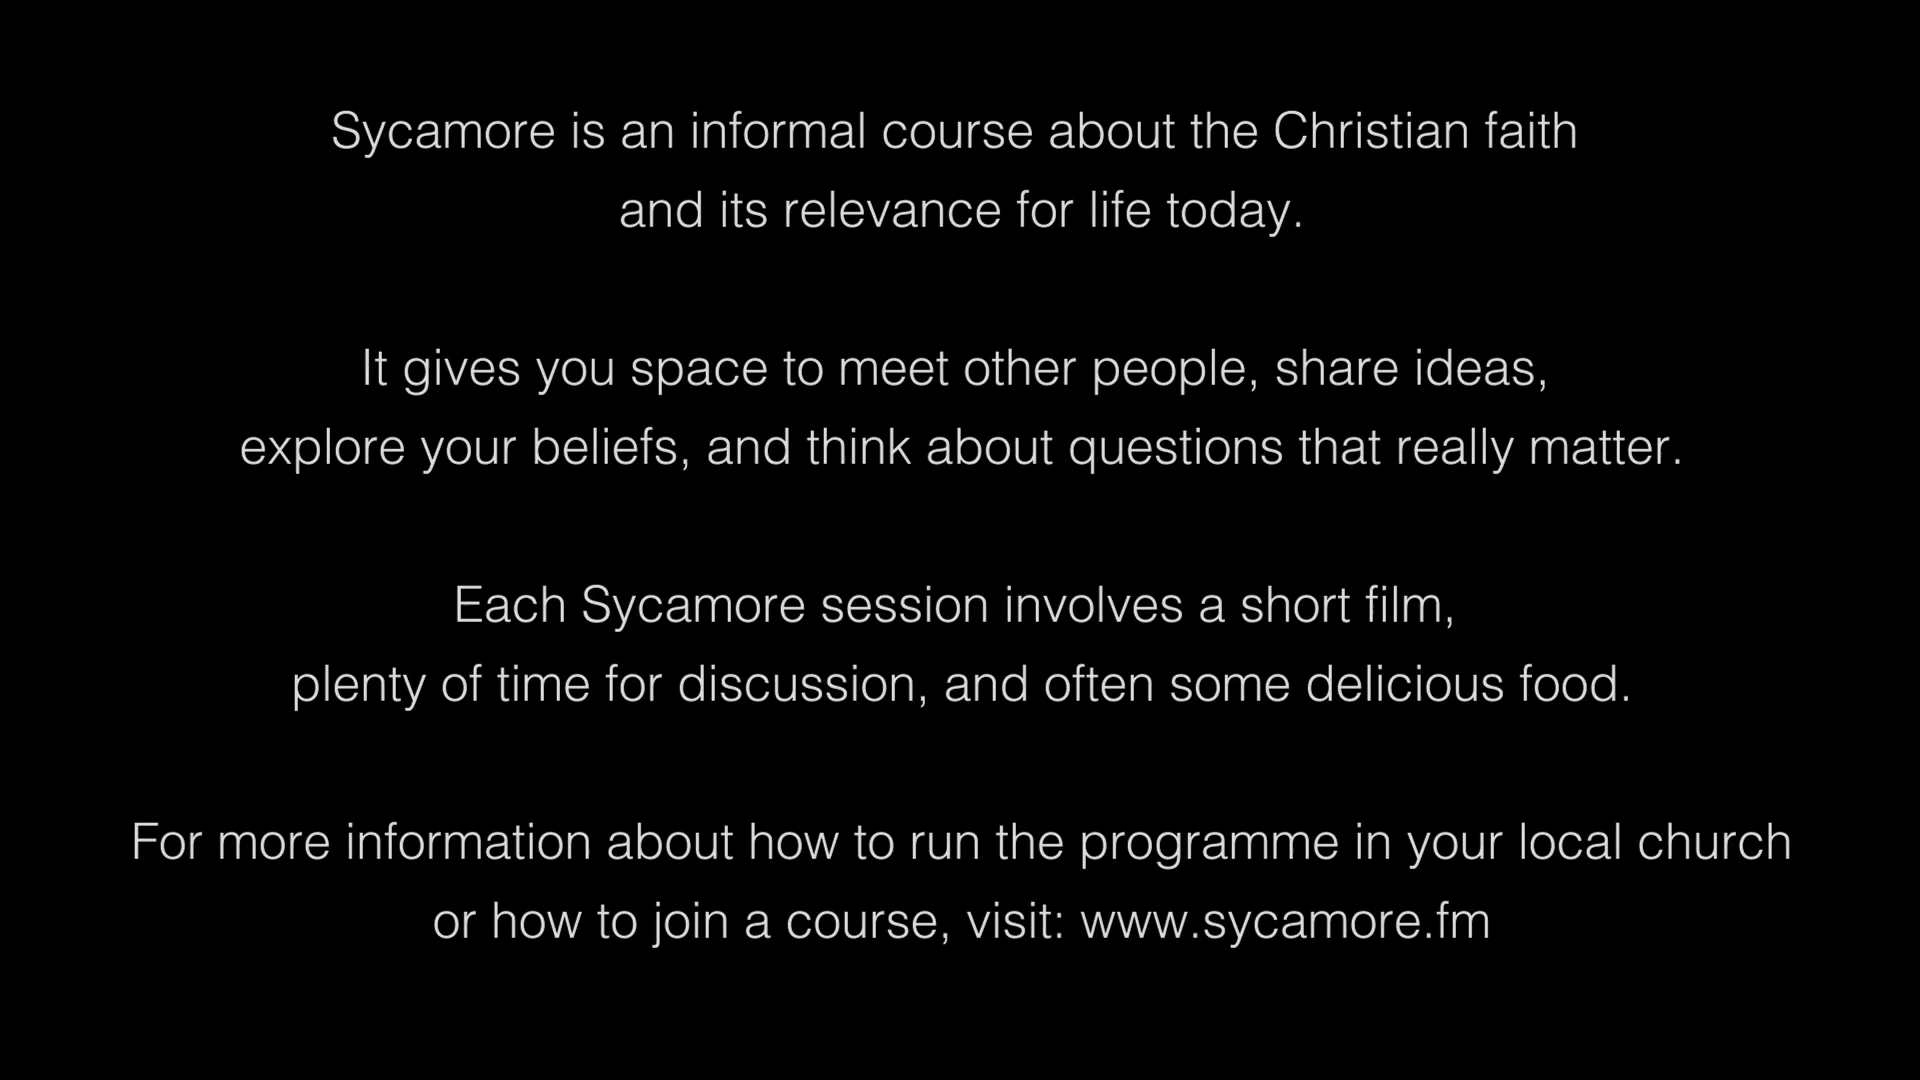 Sycamore is an informal course about the Christian faith
and its relevance for life today.
It gives you space to meet other people, share ideas,
explore your beliefs, and think about questions that really matter.
Each Sycamore session involves a short film,
plenty of time for discussion, and often some delicious food.
For more information about how to run the programme in your local church
or how to join a course, visit: www.sycamore.fm